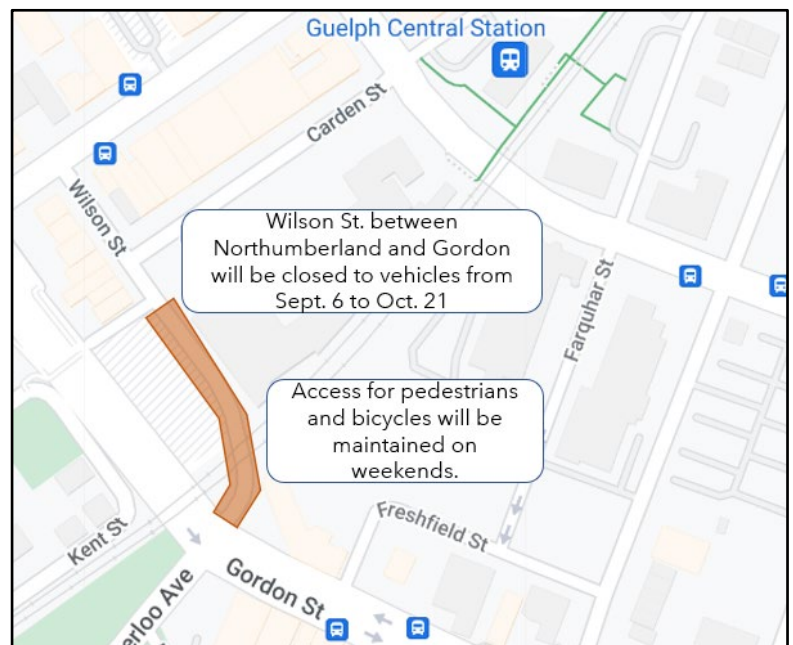 Guelph Central Station
Carden St
Wilson St
Wilson St. between
Northumberland and Gordon
will be closed to vehicles from
Sept. 6 to Oct. 21
Farquhar St
Access for pedestrians
and bicycles will be
maintained on
weekends.
Freshfield St
Kent St
Gordon St
erloo Ave